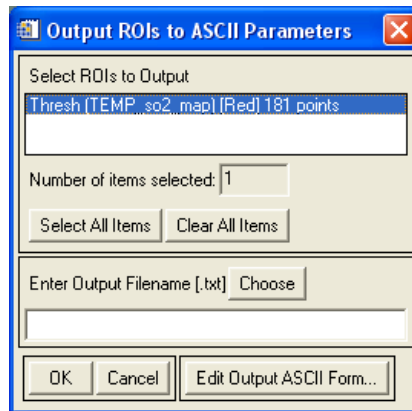 Output ROIs to ASCII Parameters
Select ROIs to Output
Thresh (TEMP_so2_map) [Red] 181 points
Number of items selected: 1
Select All Items Clear All Items
Enter Output Filename [.txt] Choose
OK Cancel Edit Output ASCII Form...